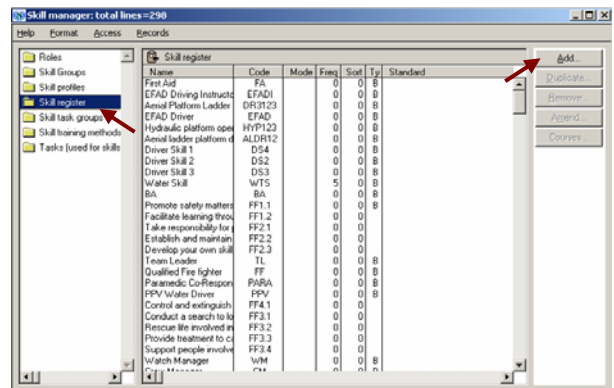 Skill manager: total lines=290
Help Format Access Records
Roles
Skill Groups
Skill profiles
Skill register
Skill task groups
Skill training methods
Tasks (used for skills
Skill register
Name Code Mode Freq Sort Ty Standard
First Aid FA 0 0 B
EFAD Driving Instructo EFADI 0 0 B
Aerial Platform Ladder DR3123 0 0 B
EFAD Driver EFAD 0 0 B
Hydraulic platform oper HYP123 0 0 B
Aerial ladder platform d ALDR12 0 0 B
Driver Skill 1 DS4 0 0 B
Driver Skill 2 DS2 0 0 B
Driver Skill 3 DS3 0 0 B
Water Skill WTS 5 0 B
BA BA 0 0 B
Promote safety matters FF1.1 0 0 B
Facilitate learning throu FF1.2 0 0
Take responsibility for p FF2.1 0 0
Establish and maintain FF2.2 0 0
Develop your own skill FF2.3 0 0
Team Leader TL 0 0 B
Qualified Fire fighter FF 0 0 B
Paramedic Co-Respon PARA 0 0 B
PPV Water Driver PPV 0 0 B
Control and extinguish FF4.1 0 0
Conduct a search to lo FF3.1 0 0
Rescue life involved in FF3.2 0 0
Provide treatment to ca FF3.3 0 0
Support people involve FF3.4 0 0
Watch Manager WM 0 0 B
Add...
Duplicate...
Remove...
Amend...
Courses...